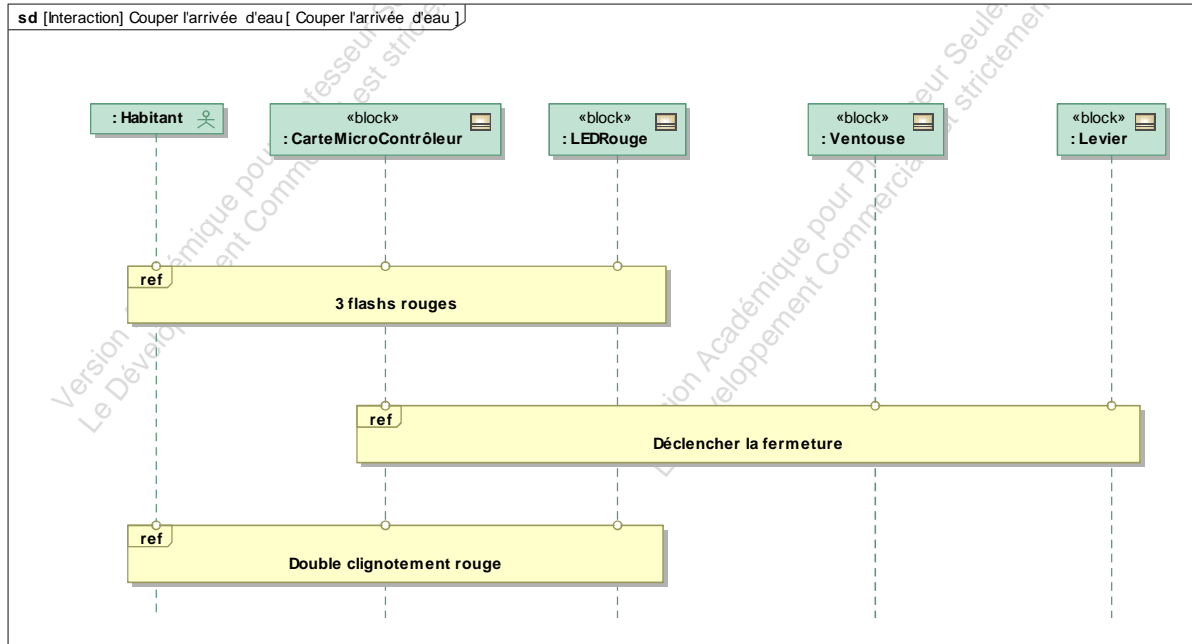 sd [Interaction] Couper l'arrivée d'eau [ Couper l'arrivée d'eau ]
: Habitant
«block»
: CarteMicroContrôleur
«block»
: LEDRouge
«block»
: Ventouse
«block»
: Levier
ref
3 flashs rouges
ref
Déclencher la fermeture
ref
Double clignotement rouge